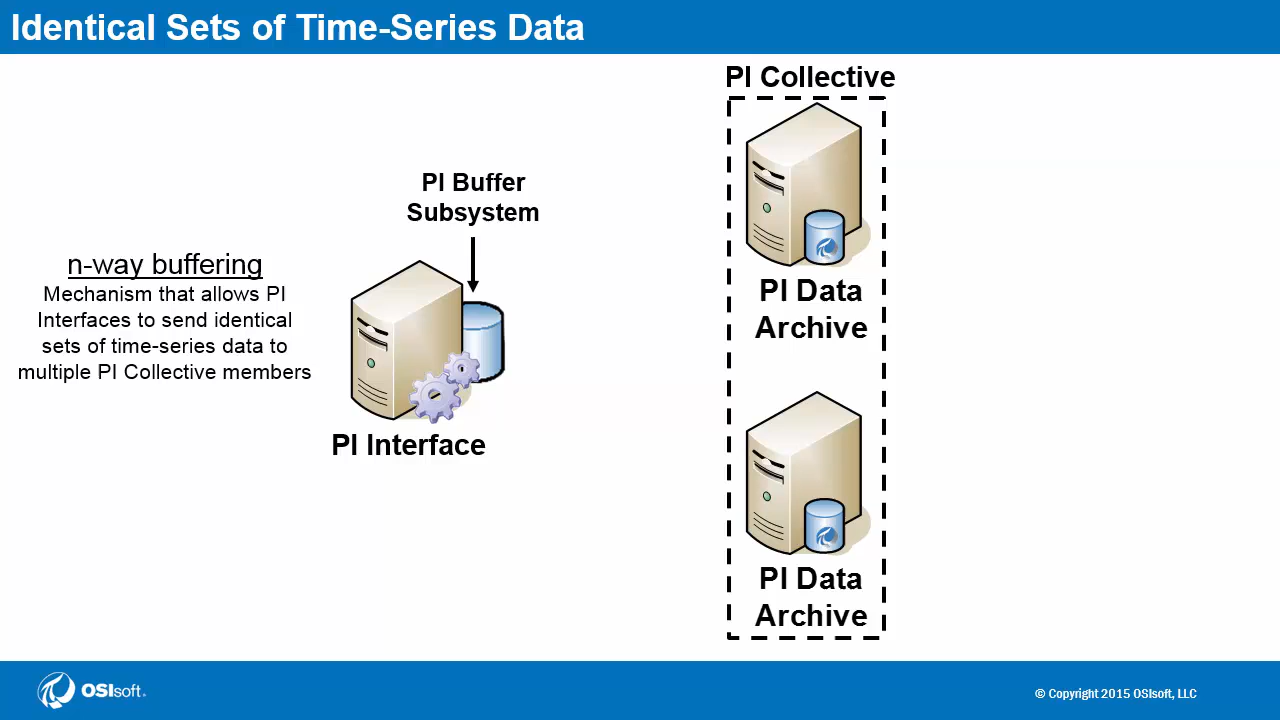 Identical Sets of Time-Series Data
PI Collective
PI Buffer
Subsystem
n-way buffering
Mechanism that allows PI
Interfaces to send identical
sets of time-series data to
multiple PI Collective members
PI Interface
PI Data
Archive
PI Data
Archive
OSIsoft.
© Copyright 2015 OSIsoft, LLC